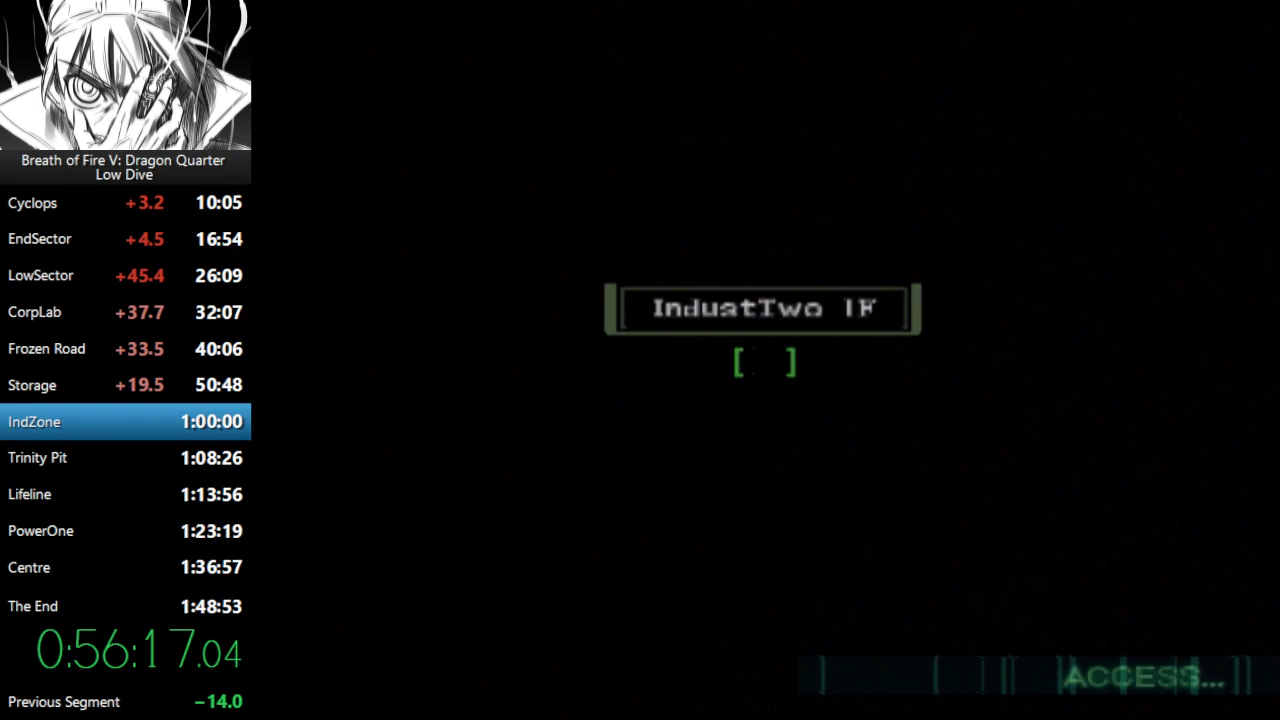 Breath of Fire V: Dragon Quarter
Low Dive
Cyclops +3.2 10:05
EndSector +4.5 16:54
LowSector +45.4 26:09
CorpLab +37.7 32:07
Frozen Road +33.5 40:06
Storage +19.5 50:48
IndZone 1:00:00
Trinity Pit 1:08:26
Lifeline 1:13:56
PowerOne 1:23:19
Centre 1:36:57
The End 1:48:53
0:56:17.04
Previous Segment −14.0
IndustTwo 1F
[ ]
ACCESS...